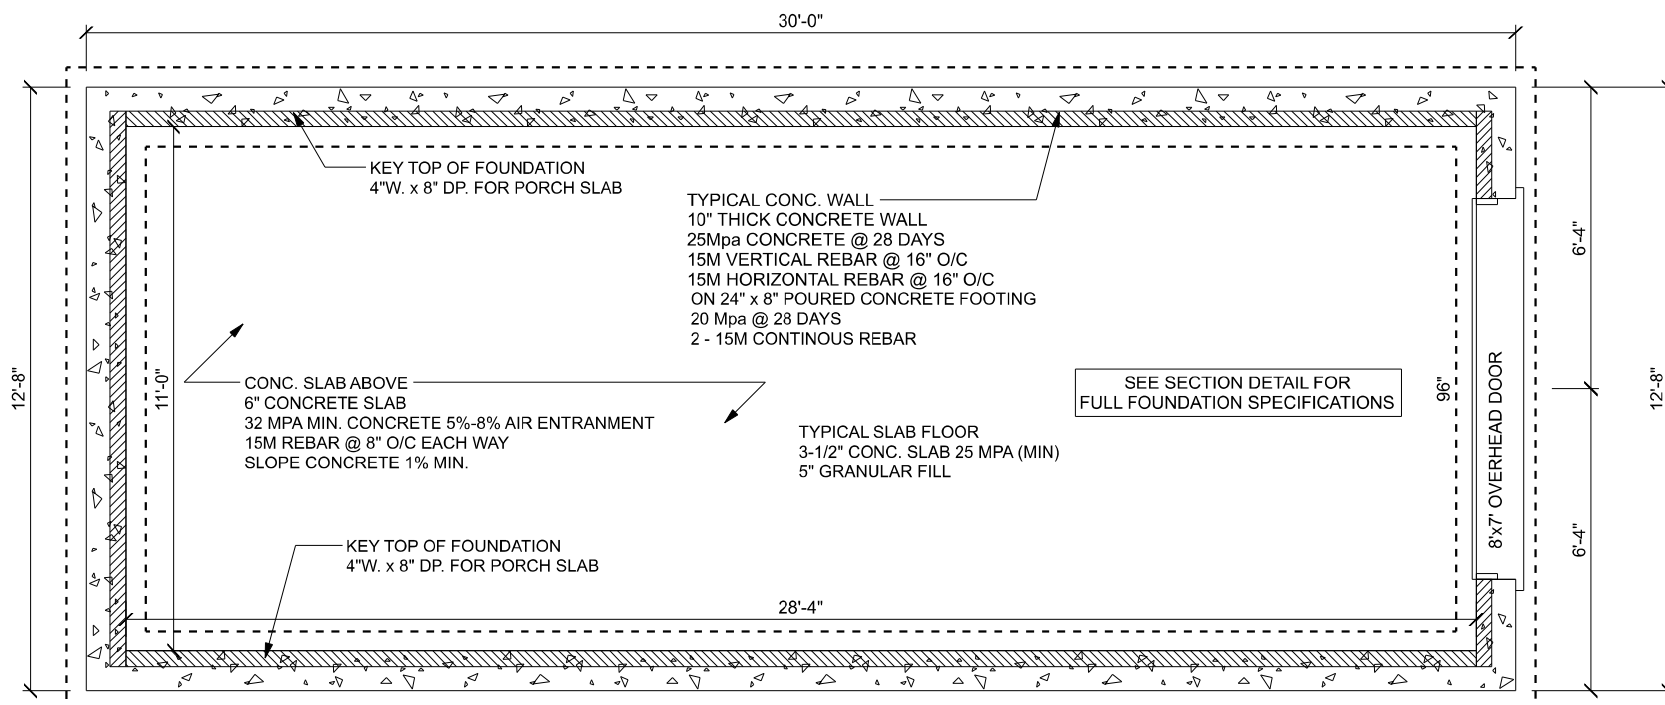 30'-0"
KEY TOP OF FOUNDATION
4"W. x 8" DP. FOR PORCH SLAB
TYPICAL CONC. WALL
10" THICK CONCRETE WALL
25Mpa CONCRETE @ 28 DAYS
15M VERTICAL REBAR @ 16" O/C
15M HORIZONTAL REBAR @ 16" O/C
ON 24" x 8" POURED CONCRETE FOOTING
20 Mpa @ 28 DAYS
2 - 15M CONTINOUS REBAR
6'-4"
12'-8"
11'-0"
CONC. SLAB ABOVE
6" CONCRETE SLAB
32 MPA MIN. CONCRETE 5%-8% AIR ENTRANMENT
15M REBAR @ 8" O/C EACH WAY
SLOPE CONCRETE 1% MIN.
SEE SECTION DETAIL FOR
FULL FOUNDATION SPECIFICATIONS
96"
8'x7' OVERHEAD DOOR
12'-8"
TYPICAL SLAB FLOOR
3-1/2" CONC. SLAB 25 MPA (MIN)
5" GRANULAR FILL
KEY TOP OF FOUNDATION
4"W. x 8" DP. FOR PORCH SLAB
6'-4"
28'-4"